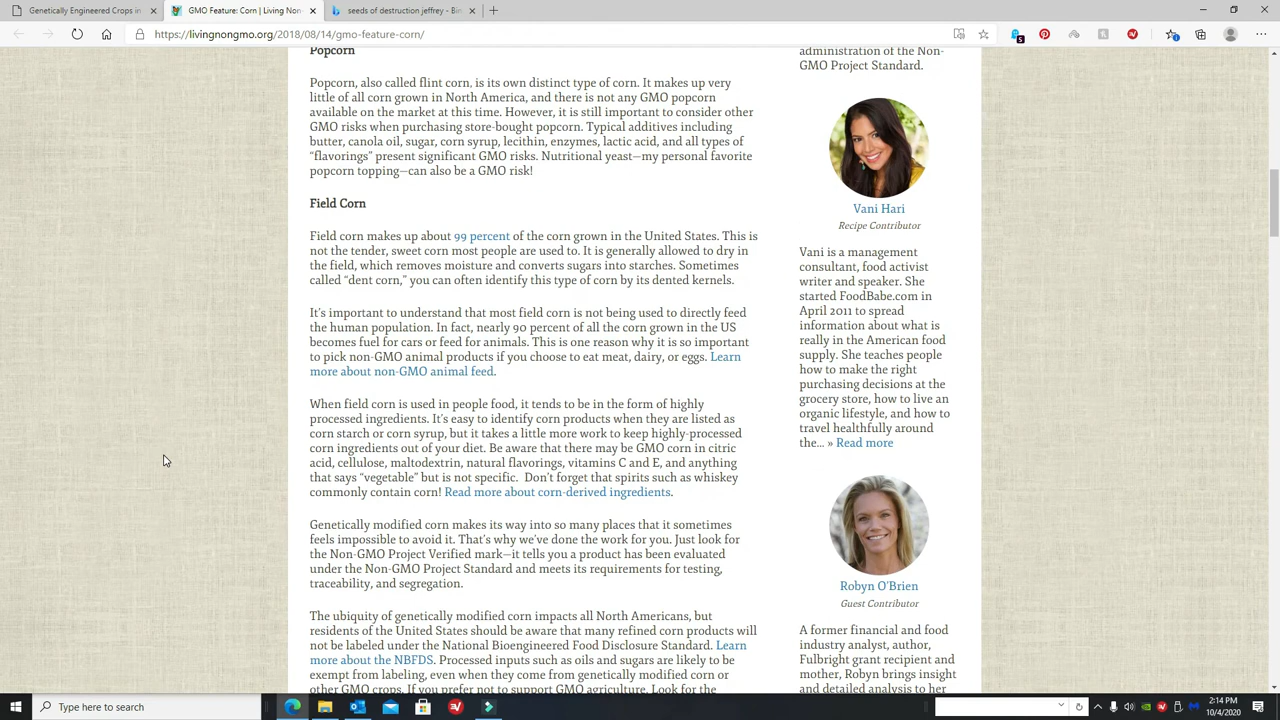 Genetically Engineered Crops in
GMO Feature: Corn | Living Non-
seeds of destruction jeffrey - Bin
https://livingnongmo.org/2018/08/14/gmo-feature-corn/
Popcorn
Popcorn, also called flint corn, is its own distinct type of corn. It makes up very
little of all corn grown in North America, and there is not any GMO popcorn
available on the market at this time. However, it is still important to consider other
GMO risks when purchasing store-bought popcorn. Typical additives including
butter, canola oil, sugar, corn syrup, lecithin, enzymes, lactic acid, and all types of
“flavorings” present significant GMO risks. Nutritional yeast—my personal favorite
popcorn topping—can also be a GMO risk!
Field Corn
Field corn makes up about 99 percent of the corn grown in the United States. This is
not the tender, sweet corn most people are used to. It is generally allowed to dry in
the field, which removes moisture and converts sugars into starches. Sometimes
called “dent corn,” you can often identify this type of corn by its dented kernels.
It’s important to understand that most field corn is not being used to directly feed
the human population. In fact, nearly 90 percent of all the corn grown in the US
becomes fuel for cars or feed for animals. This is one reason why it is so important
to pick non-GMO animal products if you choose to eat meat, dairy, or eggs. Learn
more about non-GMO animal feed.
When field corn is used in people food, it tends to be in the form of highly
processed ingredients. It’s easy to identify corn products when they are listed as
corn starch or corn syrup, but it takes a little more work to keep highly-processed
corn ingredients out of your diet. Be aware that there may be GMO corn in citric
acid, cellulose, maltodextrin, natural flavorings, vitamins C and E, and anything
that says “vegetable” but is not specific.  Don’t forget that spirits such as whiskey
commonly contain corn! Read more about corn-derived ingredients.
Genetically modified corn makes its way into so many places that it sometimes
feels impossible to avoid it. That’s why we’ve done the work for you. Just look for
the Non-GMO Project Verified mark—it tells you a product has been evaluated
under the Non-GMO Project Standard and meets its requirements for testing,
traceability, and segregation.
The ubiquity of genetically modified corn impacts all North Americans, but
residents of the United States should be aware that many refined corn products will
not be labeled under the National Bioengineered Food Disclosure Standard. Learn
more about the NBFDS. Processed inputs such as oils and sugars are likely to be
exempt from labeling, even when they come from genetically modified corn or
other GMO crops. If you prefer not to support GMO agriculture, Look for the
administration of the Non-
GMO Project Standard.
Vani Hari
Recipe Contributor
Vani is a management
consultant, food activist
writer and speaker. She
started FoodBabe.com in
April 2011 to spread
information about what is
really in the American food
supply. She teaches people
how to make the right
purchasing decisions at the
grocery store, how to live an
organic lifestyle, and how to
travel healthfully around
the... » Read more
Robyn O’Brien
Guest Contributor
A former financial and food
industry analyst, author,
Fulbright grant recipient and
mother, Robyn brings insight
and detailed analysis to her
Type here to search
2:14 PM
10/4/2020